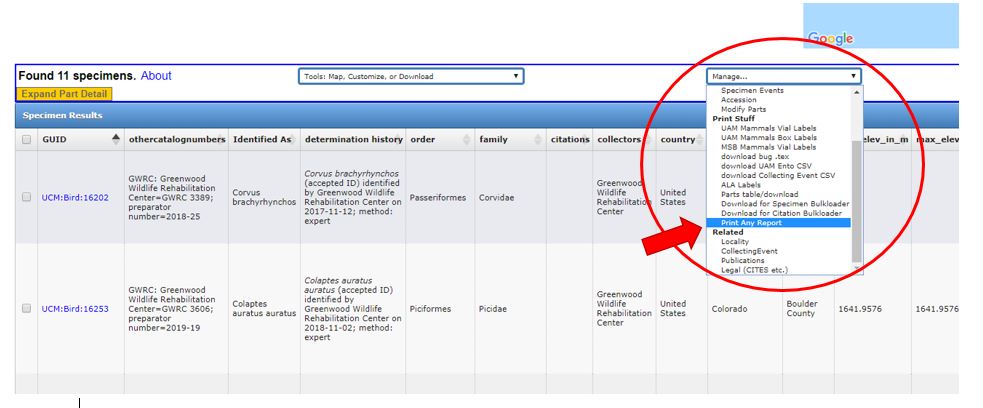 Google
Found 11 specimens. About
Tools: Map, Customize, or Download
Manage...
Expand Part Detail
Specimen Results
GUID
othercatalognumbers
Identified As
determination history
order
family
citations
collectors
country
elev_in_m
max_elev
Specimen Events
Accession
Modify Parts
Print Stuff
UAM Mammals Vial Labels
UAM Mammals Box Labels
MSB Mammals Vial Labels
download bug .tex
download UAM Ento CSV
download Collecting Event CSV
ALA Labels
Parts table/download
Download for Specimen Bulkloader
Download for Citation Bulkloader
Print Any Report
Related
Locality
CollectingEvent
Publications
Legal (CITES etc.)
UCM:Bird:16202
GWRC: Greenwood
Wildlife Rehabilitation
Center=GWRC 3389;
preparator
number=2018-25
Corvus
brachyrhynchos
Corvus brachyrhynchos
(accepted ID) identified
by Greenwood Wildlife
Rehabilitation Center on
2017-11-12; method:
expert
Passeriformes
Corvidae
Greenwood
Wildlife
Rehabilitation
Center
United
States
UCM:Bird:16253
GWRC: Greenwood
Wildlife Rehabilitation
Center=GWRC 3606;
preparator
number=2019-19
Colaptes
auratus auratus
Colaptes auratus
auratus (accepted ID)
identified by
Greenwood Wildlife
Rehabilitation Center on
2018-11-02; method:
expert
Piciformes
Picidae
Greenwood
Wildlife
Rehabilitation
Center
United
States
Colorado
Boulder
County
1641.9576
1641.9576